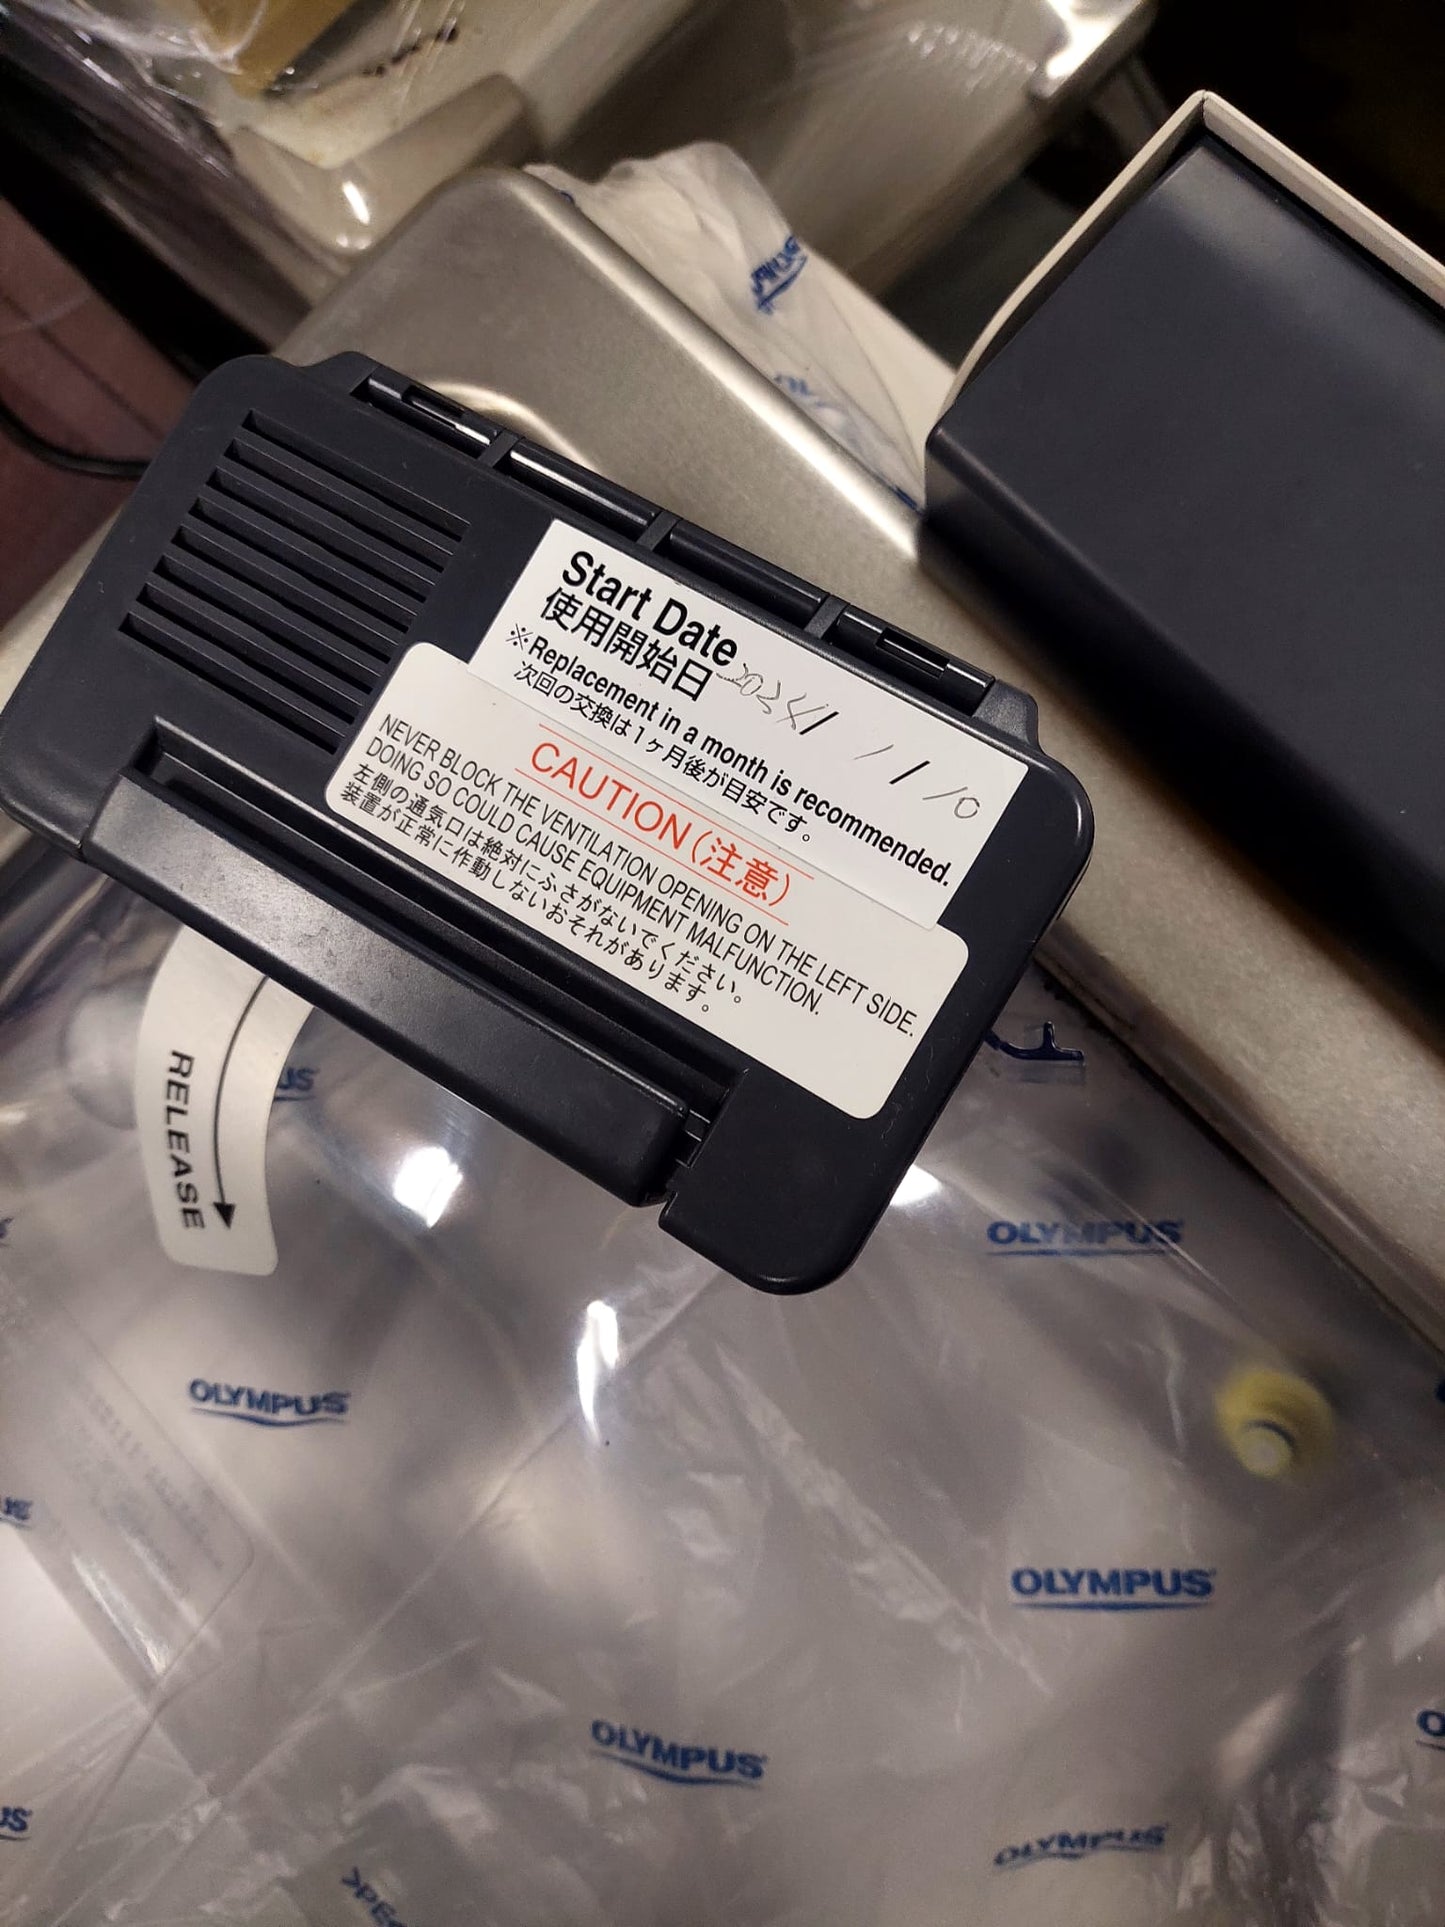 Start Date
使用開始日
/ 1 / 10
※Replacement in a month is recommended.
次回の交換は1ヶ月後が目安です。
CAUTION(注意)
NEVER BLOCK THE VENTILATION OPENING ON THE LEFT SIDE.
DOING SO COULD CAUSE EQUIPMENT MALFUNCTION.
左側の通気口は絶対にふさがないでください。
装置が正常に作動しないおそれがあります。
RELEASE
OLYMPUS
OLYMPUS
OLYMPUS
OLYMPUS
OLYMPUS